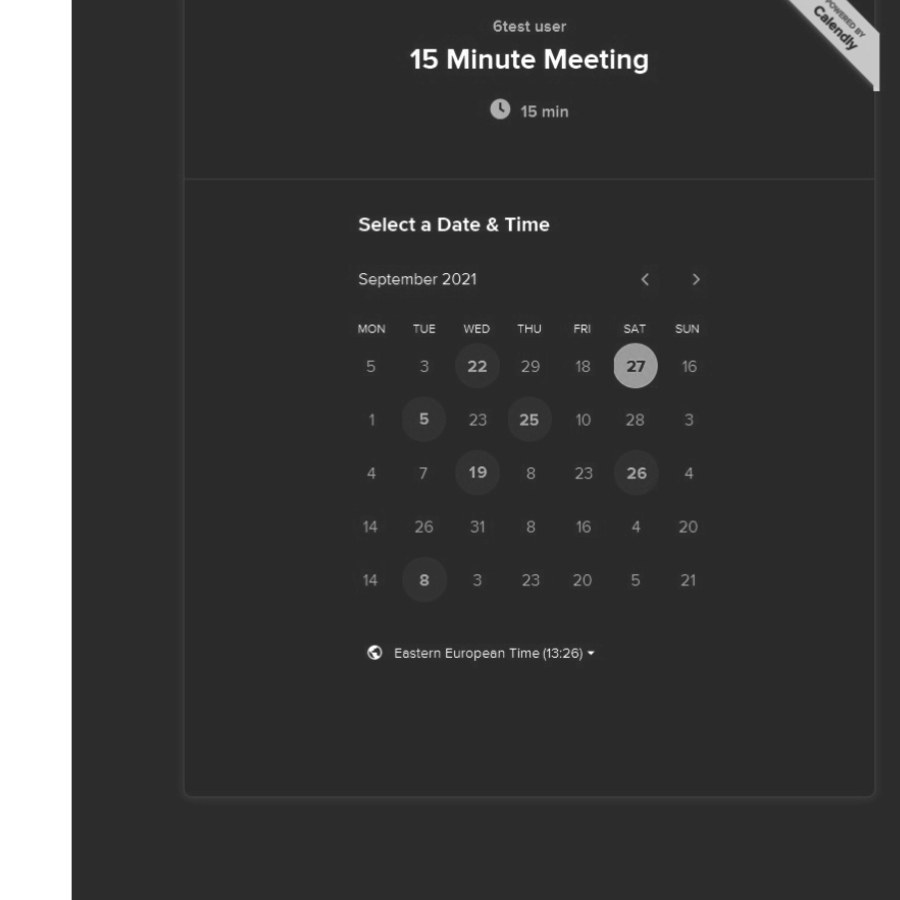 POWERED BY
Calendly
6test user
15 Minute Meeting
15 min
Select a Date & Time
September 2021
MON TUE WED THU FRI SAT SUN
5 3 22 29 18 27 16
1 5 23 25 10 28 3
4 7 19 8 23 26 4
14 26 31 8 16 4 20
14 8 3 23 20 5 21
Eastern European Time (13:26)